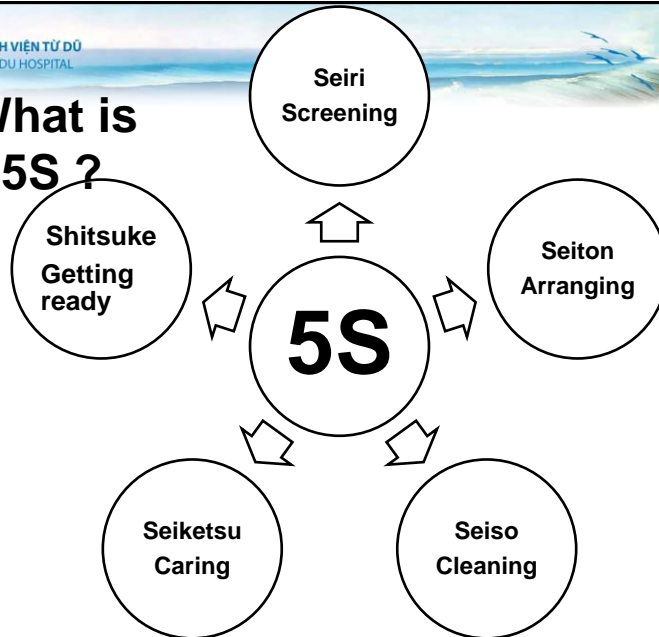 H VIỆN TỪ DŨ
DU HOSPITAL
What is
5S ?
Seiri
Screening
Shitsuke
Getting
ready
Seiton
Arranging
5S
Seiketsu
Caring
Seiso
Cleaning